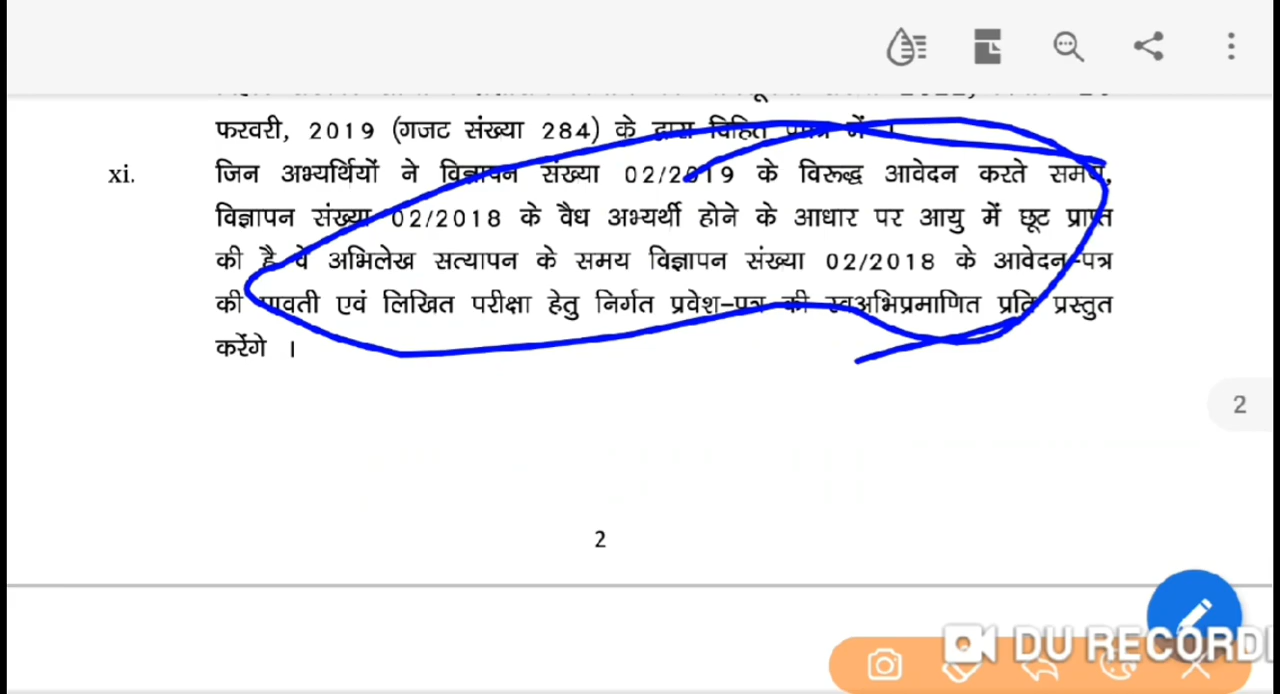 फरवरी, 2019 (गजट संख्या 284) के द्वारा विहित प्रपत्र में ।
xi. जिन अभ्यर्थियों ने विज्ञापन संख्या 02/2019 के विरूद्ध आवेदन करते समय,
विज्ञापन संख्या 02/2018 के वैध अभ्यर्थी होने के आधार पर आयु में छूट प्राप्त
की है वे अभिलेख सत्यापन के समय विज्ञापन संख्या 02/2018 के आवेदन-पत्र
की पावती एवं लिखित परीक्षा हेतु निर्गत प्रवेश-पत्र की स्वअभिप्रमाणित प्रति प्रस्तुत
करेंगे ।
2
2
DU RECORD